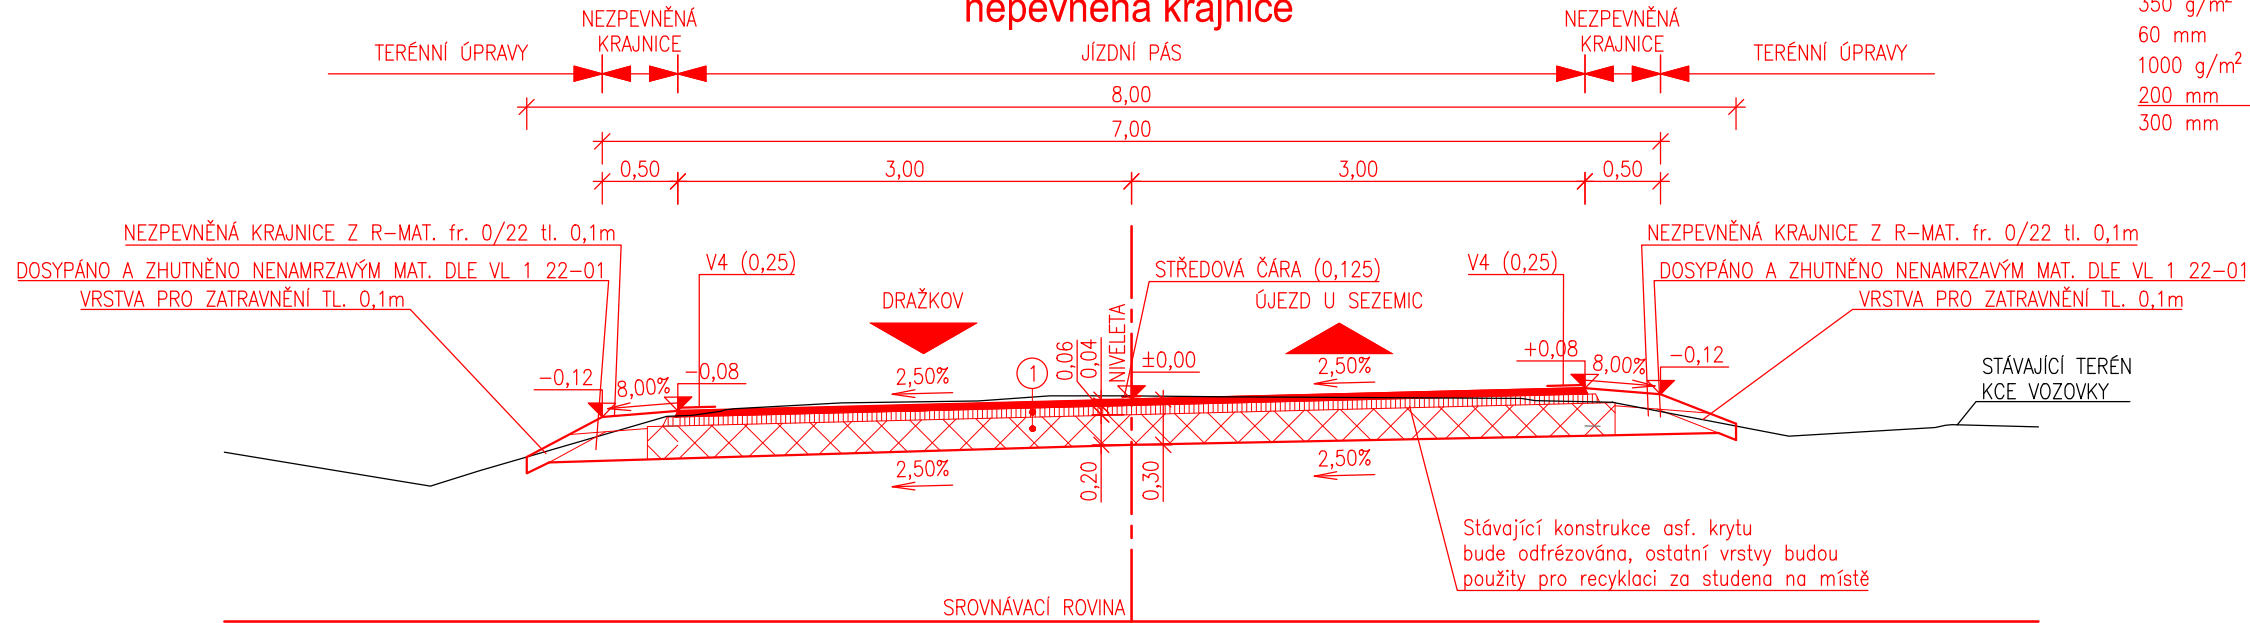 nepevněná krajnice
350 g/m²
60 mm
1000 g/m²
200 mm
300 mm
NEZPEVNĚNÁ
KRAJNICE
NEZPEVNĚNÁ
KRAJNICE
TERÉNNÍ ÚPRAVY
JÍZDNÍ PÁS
TERÉNNÍ ÚPRAVY
8,00
7,00
0,50
3,00
3,00
0,50
NEZPEVNĚNÁ KRAJNICE Z R-MAT. fr. 0/22 tl. 0,1m
DOSYPÁNO A ZHUTNĚNO NENAMRZAVÝM MAT. DLE VL 1 22-01
VRSTVA PRO ZATRAVNĚNÍ TL. 0,1m
V4 (0,25)
DRAŽKOV
STŘEDOVÁ ČÁRA (0,125)
ÚJEZD U SEZEMIC
V4 (0,25)
NEZPEVNĚNÁ KRAJNICE Z R-MAT. fr. 0/22 tl. 0,1m
DOSYPÁNO A ZHUTNĚNO NENAMRZAVÝM MAT. DLE VL 1 22-01
VRSTVA PRO ZATRAVNĚNÍ TL. 0,1m
NIVELETA
-0,12
8,00%
-0,08
2,50%
1
0,06
0,04
±0,00
2,50%
+0,08
8,00%
-0,12
STÁVAJÍCÍ TERÉN
KCE VOZOVKY
2,50%
0,20
0,30
2,50%
Stávající konstrukce asf. krytu
bude odfrézována, ostatní vrstvy budou
použity pro recyklaci za studena na místě
SROVNÁVACÍ ROVINA